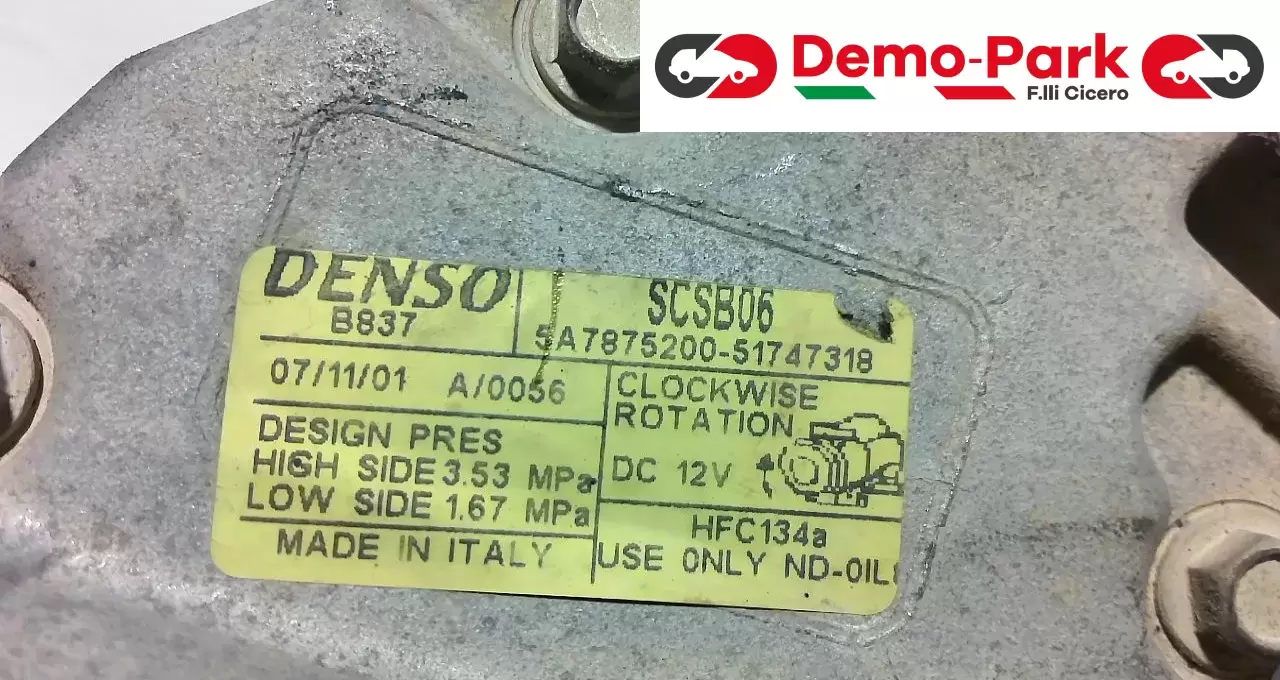 Demo-Park
F.lli Cicero
DENSO
B837
SCSB06
5A7875200-51747318
07/11/01 A/0056
CLOCKWISE
ROTATION
DC 12V
DESIGN PRES
HIGH SIDE 3.53 MPa
LOW SIDE 1.67 MPa
MADE IN ITALY
HFC134a
USE ONLY ND-OIL